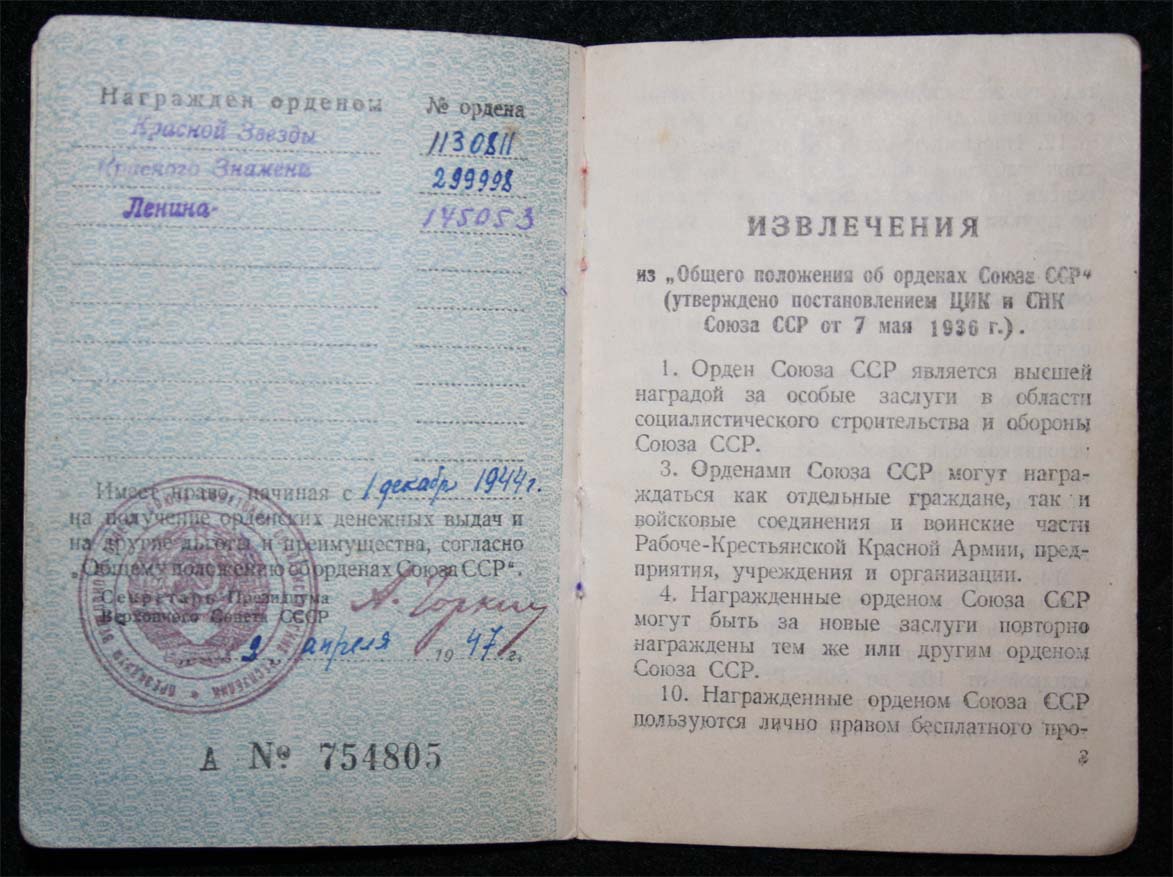 Награжден орденом № ордена
Красной Звезды 1130811
Красного Знамени 299998
Ленина- 145053
Имеет право, начиная с 1 декабр 1944 г.
на получение орденских денежных выдач и
на другие льготы и преимущества, согласно
„Общему положению об орденах Союза ССР“.
Секретарь Президиума
Верховного Совета СССР
А. Горкин
9 апреля 1947 г.
А № 754805
ИЗВЛЕЧЕНИЯ
из „Общего положения об орденах Союза ССР“
(утверждено постановлением ЦИК и СНК
Союза ССР от 7 мая 1936 г.).
1. Орден Союза ССР является высшей
наградой за особые заслуги в области
социалистического строительства и обороны
Союза ССР.
3. Орденами Союза ССР могут награ-
ждаться как отдельные граждане, так и
войсковые соединения и воинские части
Рабоче-Крестьянской Красной Армии, пред-
приятия, учреждения и организации.
4. Награжденные орденом Союза ССР
могут быть за новые заслуги повторно
награждены тем же или другим орденом
Союза ССР.
10. Награжденные орденом Союза ССР
пользуются лично правом бесплатного про-